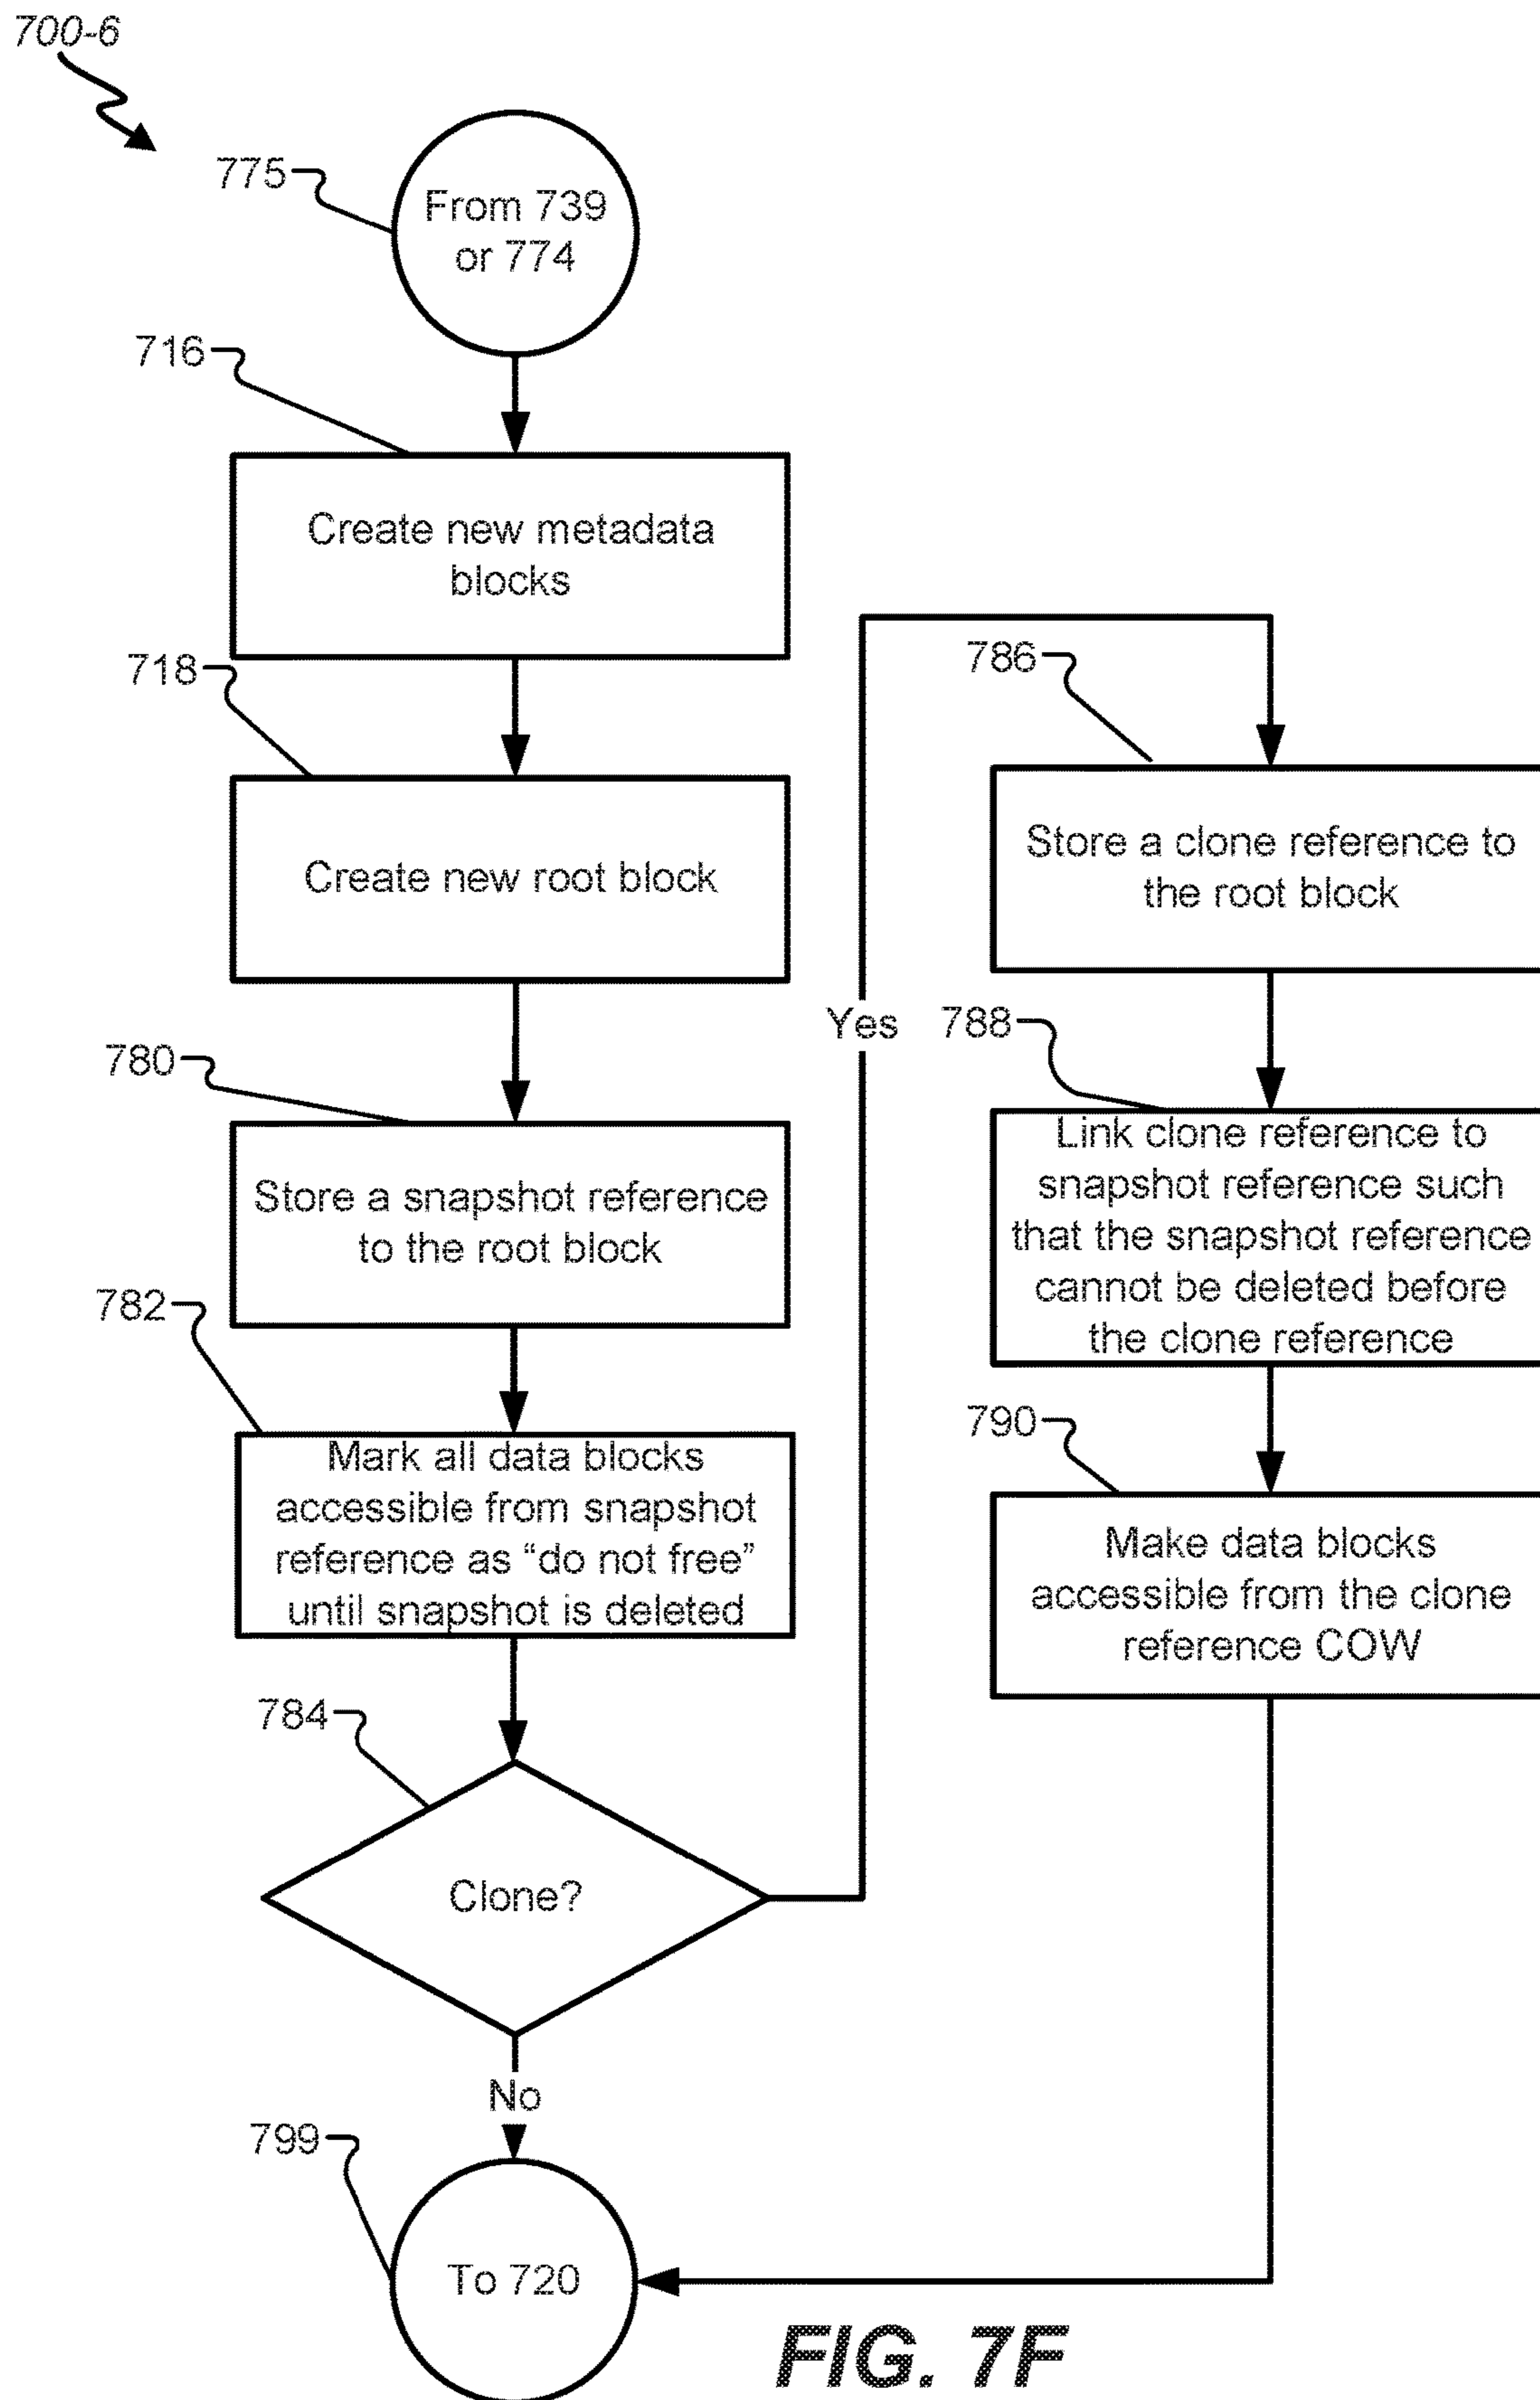 700-6
775
From 739
or 774
716
Create new metadata
blocks
718
Create new root block
780
Store a snapshot reference
to the root block
782
Mark all data blocks
accessible from snapshot
reference as “do not free”
until snapshot is deleted
784
Clone?
Yes
No
786
Store a clone reference to
the root block
788
Link clone reference to
snapshot reference such
that the snapshot reference
cannot be deleted before
the clone reference
790
Make data blocks
accessible from the clone
reference COW
799
To 720
FIG. 7F